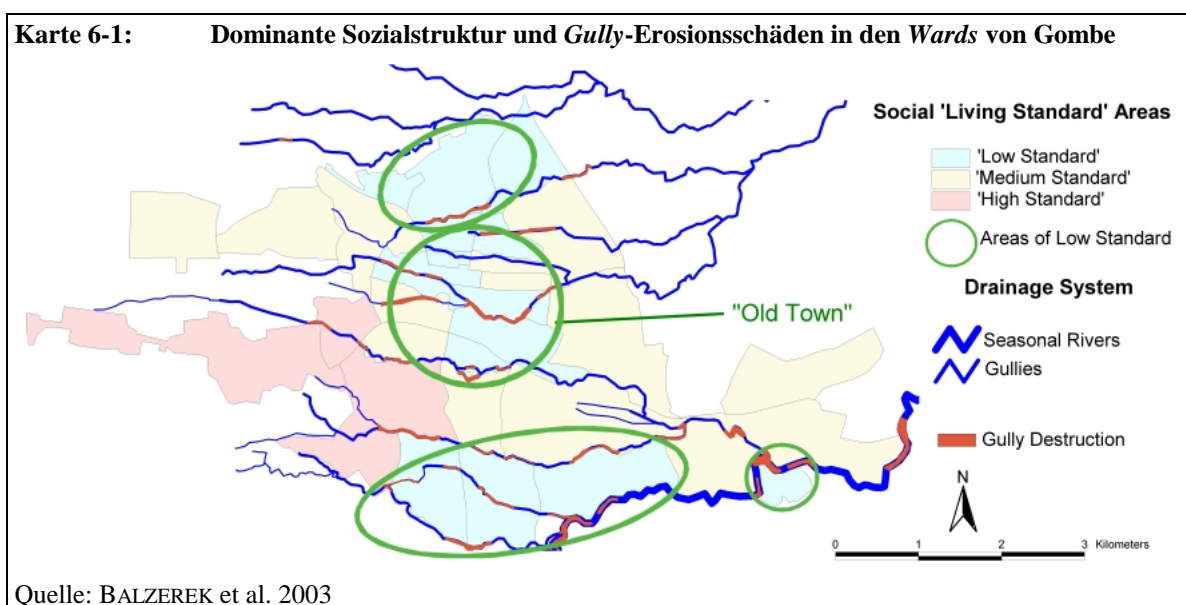 Karte 6-1: Dominante Sozialstruktur und Gully-Erosionsschäden in den Wards von Gombe
Social 'Living Standard' Areas
'Low Standard'
'Medium Standard'
'High Standard'
Areas of Low Standard
Drainage System
"Old Town"
Seasonal Rivers
Gullies
Gully Destruction
N
0 1 2 3 Kilometers
Quelle: BALZEREK et al. 2003